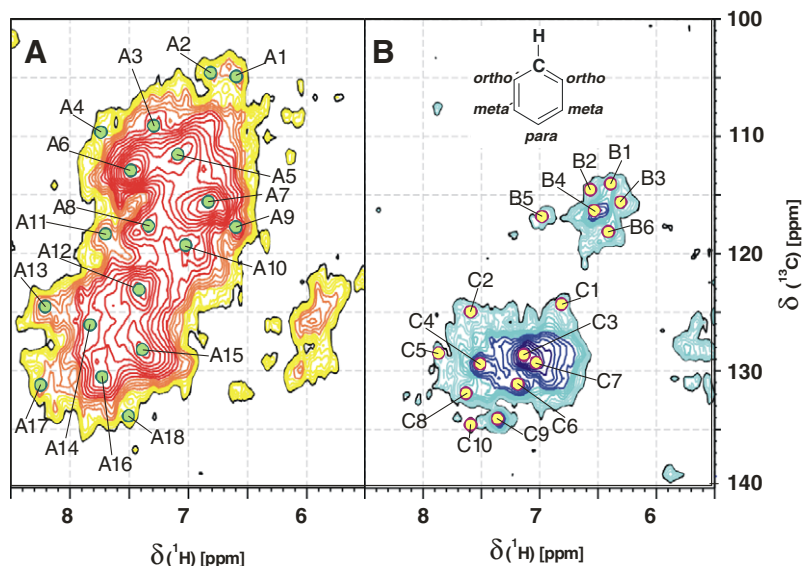 A
A1
A2
A3
A4
A5
A6
A7
A8
A9
A10
A11
A12
A13
A14
A15
A16
A17
A18
B
H
C
ortho ortho
meta meta
para
B1
B2
B3
B4
B5
B6
C1
C2
C3
C4
C5
C6
C7
C8
C9
C10
100
110
120
130
140
δ (¹³C) [ppm]
8 7 6
8 7 6
δ(¹H) [ppm]
δ(¹H) [ppm]